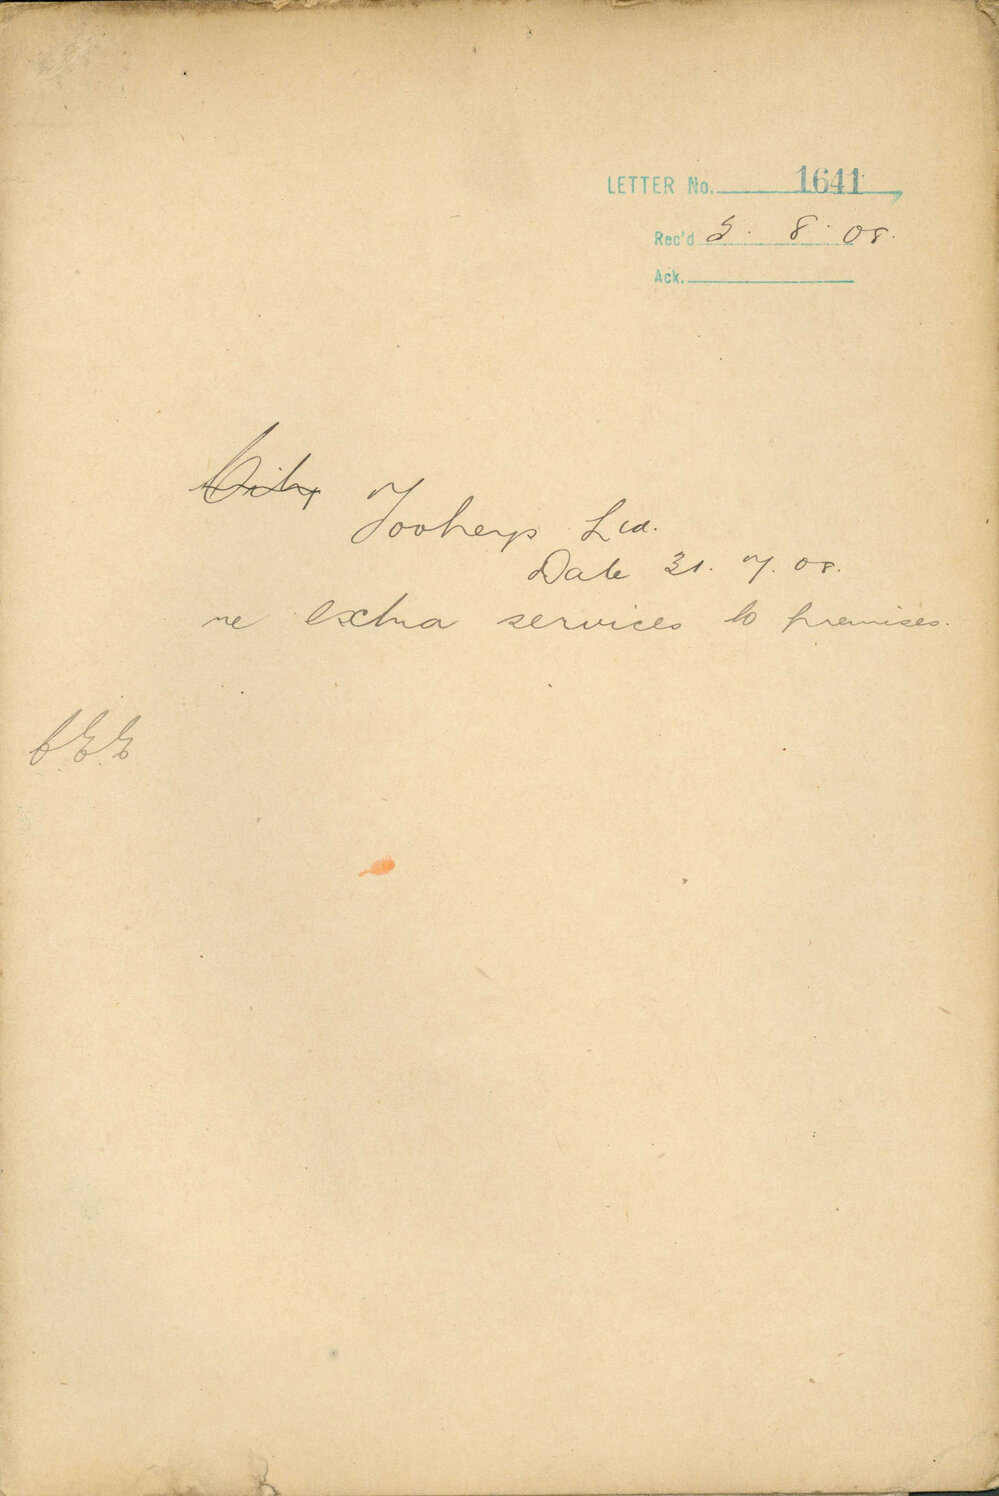 LETTER No. 1641
Rec'd 5. 8. 08.
Ack.
City
Tooheys Ltd.
Date 31. 7. 08.
re extra services to premises.